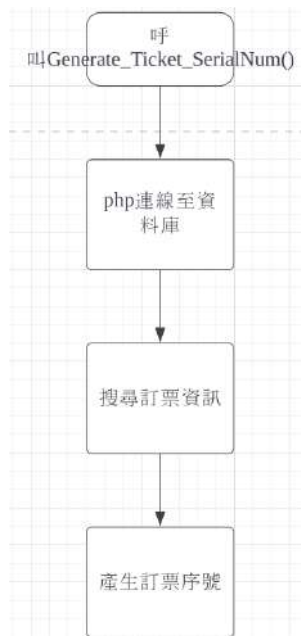 呼
叫Generate_Ticket_SerialNum()
php連線至資
料庫
搜尋訂票資訊
產生訂票序號